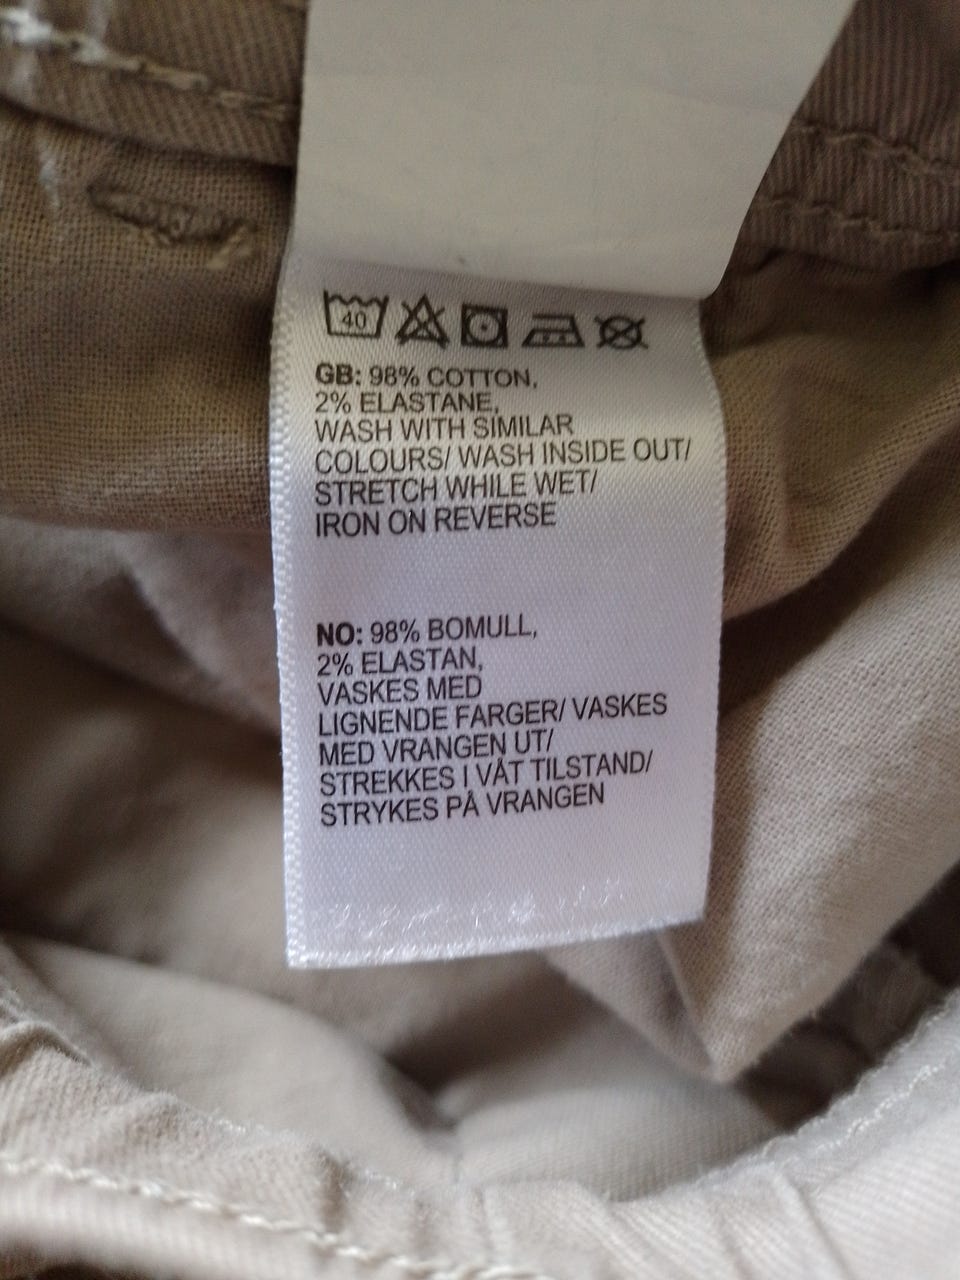 40
GB: 98% COTTON,
2% ELASTANE,
WASH WITH SIMILAR
COLOURS/ WASH INSIDE OUT/
STRETCH WHILE WET/
IRON ON REVERSE
NO: 98% BOMULL,
2% ELASTAN,
VASKES MED
LIGNENDE FARGER/ VASKES
MED VRANGEN UT/
STREKKES I VÅT TILSTAND/
STRYKES PÅ VRANGEN